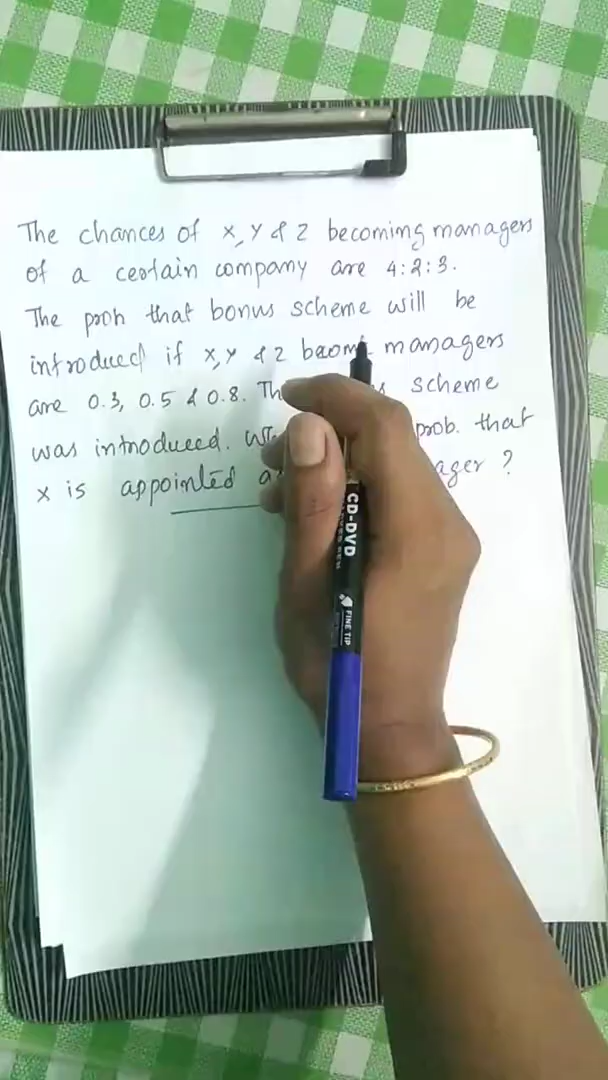 The chances of X, Y & Z becoming managers
of a certain company are 4:2:3.
The prob that bonus scheme will be
introduced if X, Y & Z become managers
are 0.3, 0.5 & 0.8. The scheme
was introduced. prob. that
X is appointed ?
CD-DVD
FINE TIP